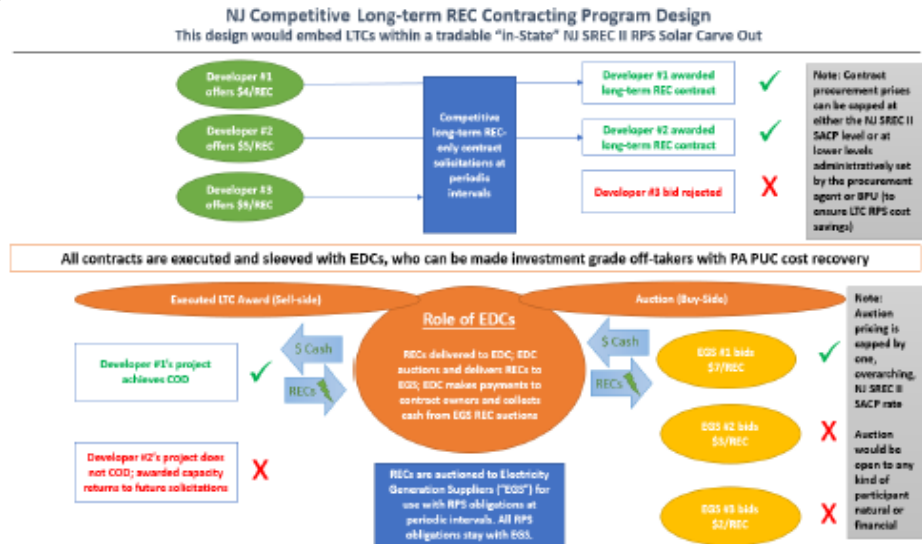 NJ Competitive Long-term REC Contracting Program Design
This design would embed LTCs within a tradable "in-State" NJ SREC II RPS Solar Carve Out
Developer #1
offers $4/REC
Developer #2
offers $5/REC
Developer #3
offers $9/REC
Competitive
long-term REC-
only contract
solicitations at
periodic
intervals
Developer #1 awarded
long-term REC contract
Developer #2 awarded
long-term REC contract
Developer #3 bid rejected
X
Note: Contract
procurement prices
can be capped at
either the NJ SREC II
SACP level or at
lower levels
administratively set
by the procurement
agent or BPU (to
ensure LTC RPS cost
savings)
All contracts are executed and sleeved with EDCs, who can be made investment grade off-takers with PA PUC cost recovery
Executed LTC Award (Sell-side)
Auction (Buy-Side)
Role of EDCs
RECs delivered to EDC; EDC
auctions and delivers RECs to
EGS; EDC makes payments to
contract owners and collects
cash from EGS REC auctions
$ Cash
RECs
$ Cash
RECs
Developer #1's project
achieves COD
Developer #2's project does
not COD; awarded capacity
returns to future solicitations
X
RECs are auctioned to Electricity
Generation Suppliers ("EGS") for
use with RPS obligations at
periodic intervals. All RPS
obligations stay with EGS.
EGS #1 bids
$7/REC
EGS #2 bids
X
EGS #3 bids
$2/REC
X
Note:
Auction
pricing is
capped by
one,
overarching,
NJ SREC II
SACP rate
Auction
would be
open to any
kind of
participant
natural or
financial